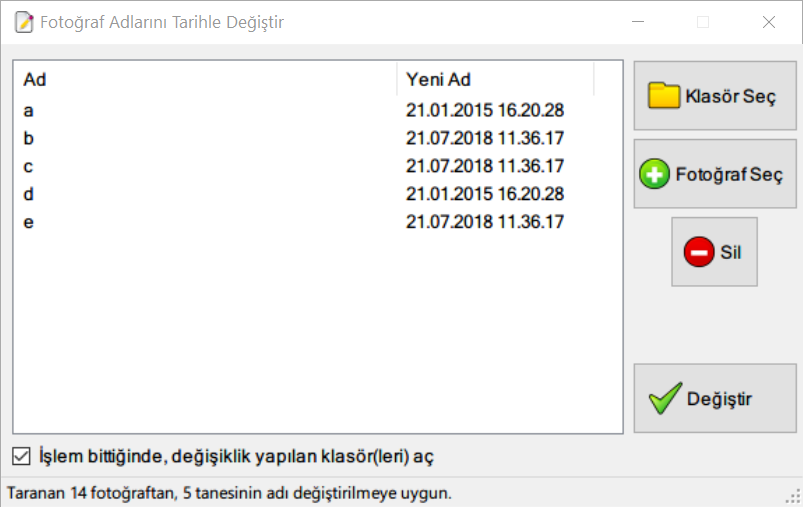 Fotoğraf Adlarını Tarihle Değiştir
Ad Yeni Ad
a 21.01.2015 16.20.28
b 21.07.2018 11.36.17
c 21.07.2018 11.36.17
d 21.01.2015 16.20.28
e 21.07.2018 11.36.17
Klasör Seç
Fotoğraf Seç
Sil
Değiştir
İşlem bittiğinde, değişiklik yapılan klasör(leri) aç
Taranan 14 fotoğraftan, 5 tanesinin adı değiştirilmeye uygun.